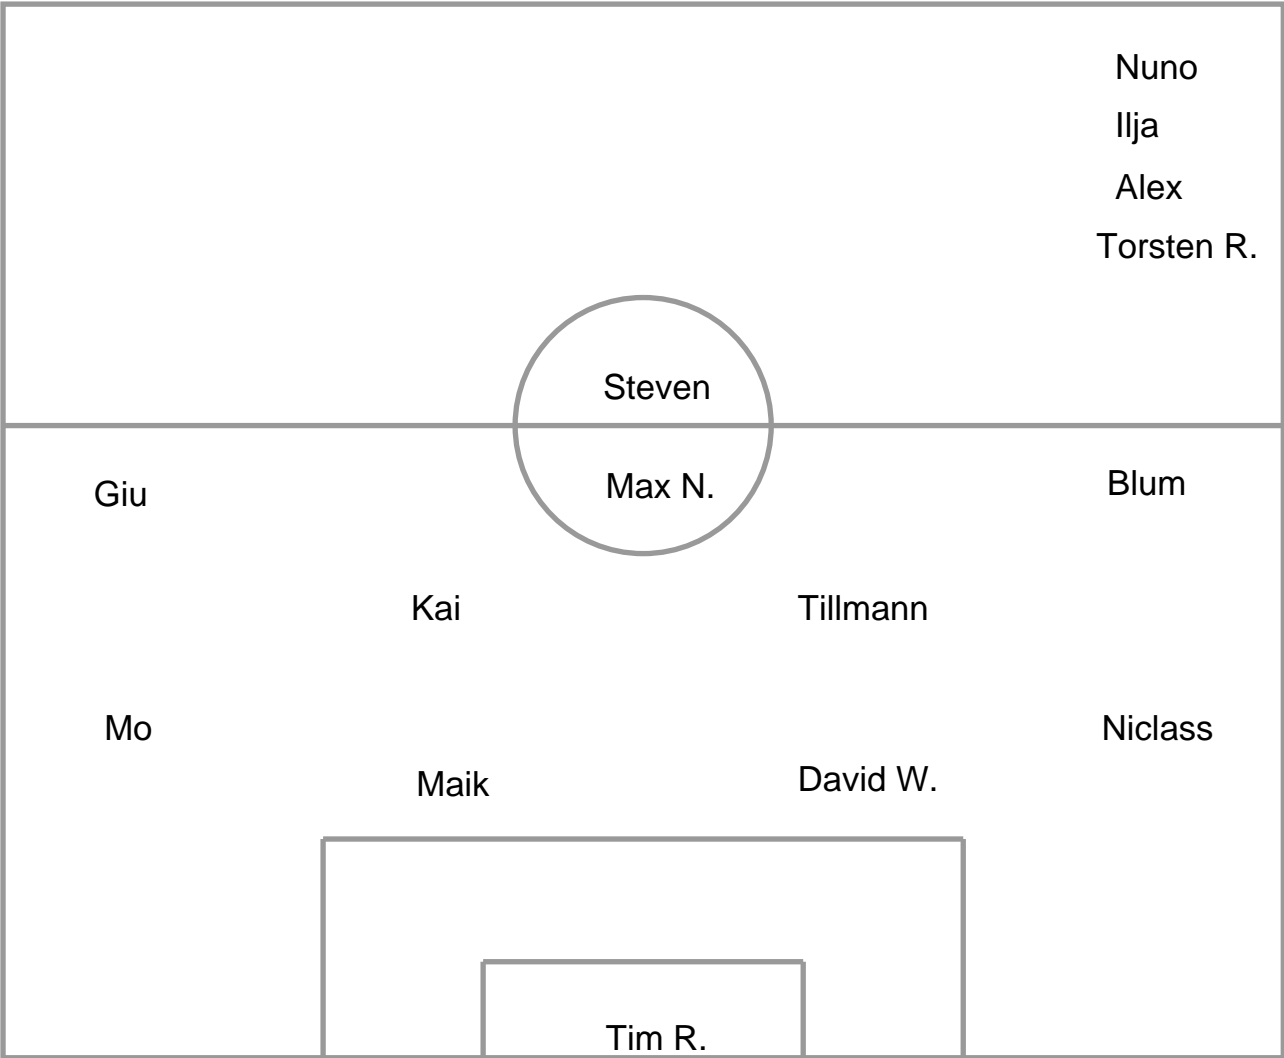 Nuno
Ilja
Alex
Torsten R.
Steven
Giu
Max N.
Blum
Kai
Tillmann
Mo
Niclass
Maik
David W.
Tim R.